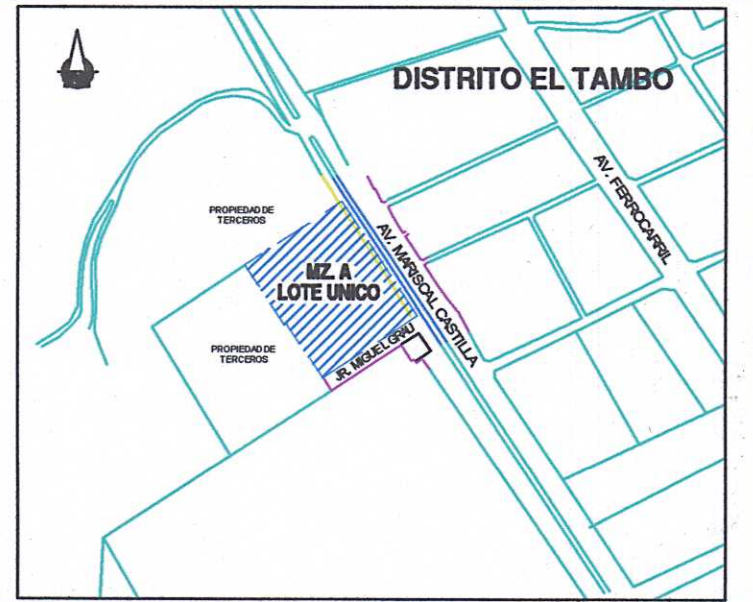 DISTRITO EL TAMBO
AV. FERROCARRIL
PROPIEDAD DE
TERCEROS
AV. MARISCAL CASTILLA
MZ. A
LOTE UNICO
PROPIEDAD DE
TERCEROS
JR. MIGUEL GRAU